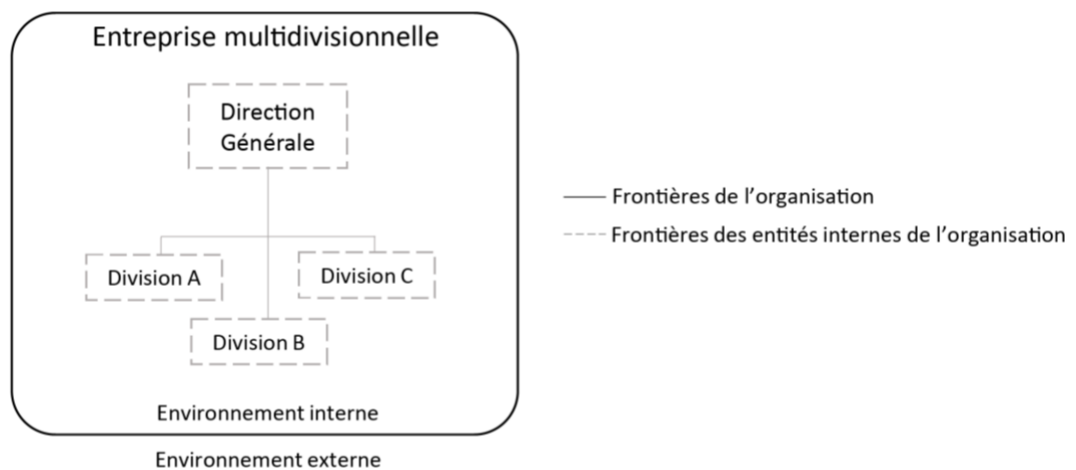 Entreprise multidivisionnelle
Direction
Générale
Division A
Division C
Division B
Environnement interne
Environnement externe
Frontières de l'organisation
Frontières des entités internes de l'organisation